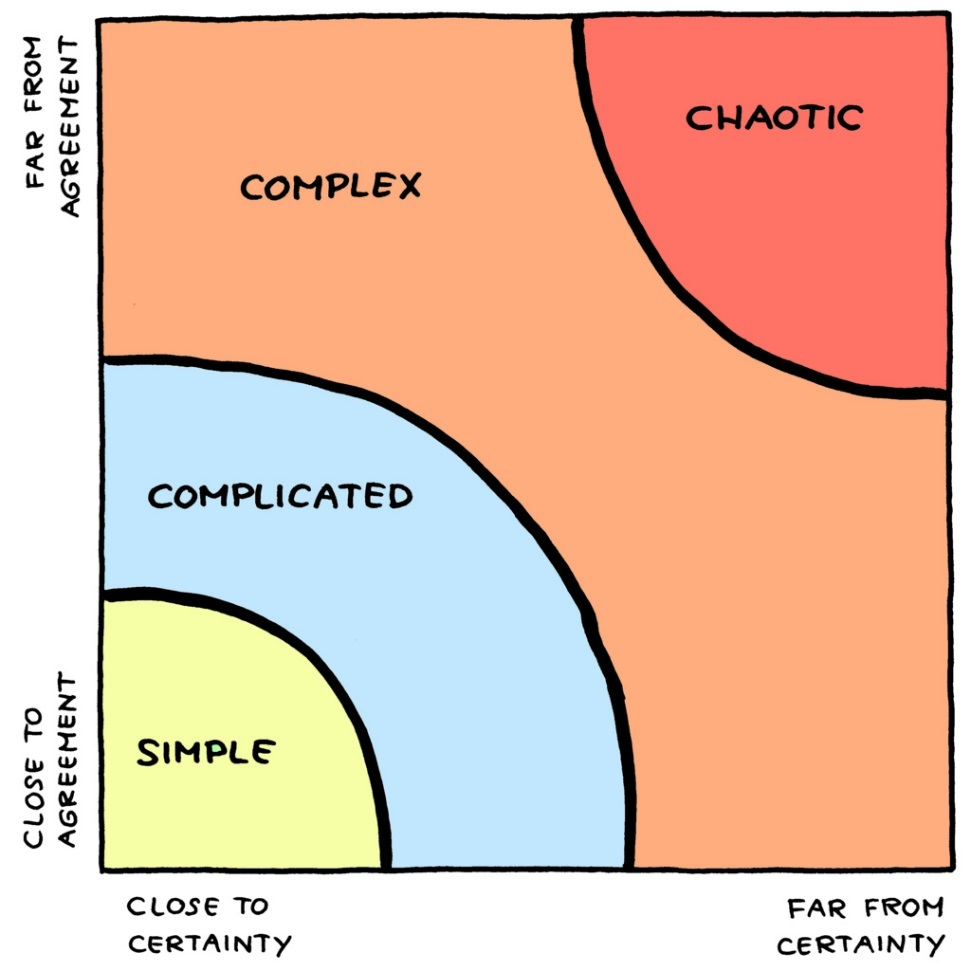 FAR FROM
AGREEMENT
CHAOTIC
COMPLEX
COMPLICATED
SIMPLE
CLOSE TO
AGREEMENT
CLOSE TO
CERTAINTY
FAR FROM
CERTAINTY